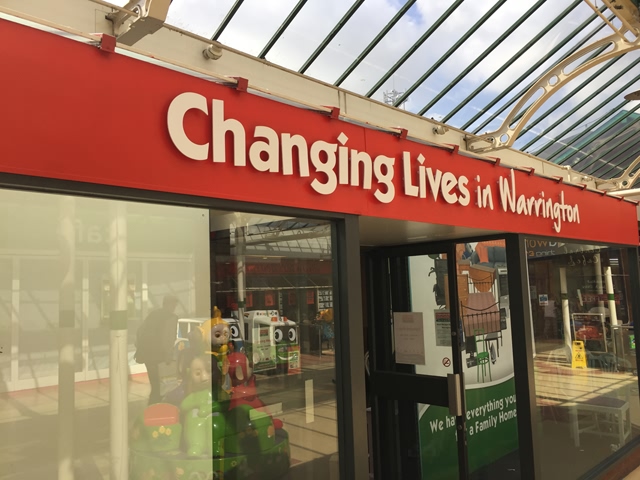 Changing Lives in Warrington
We have everything you
a Family Home